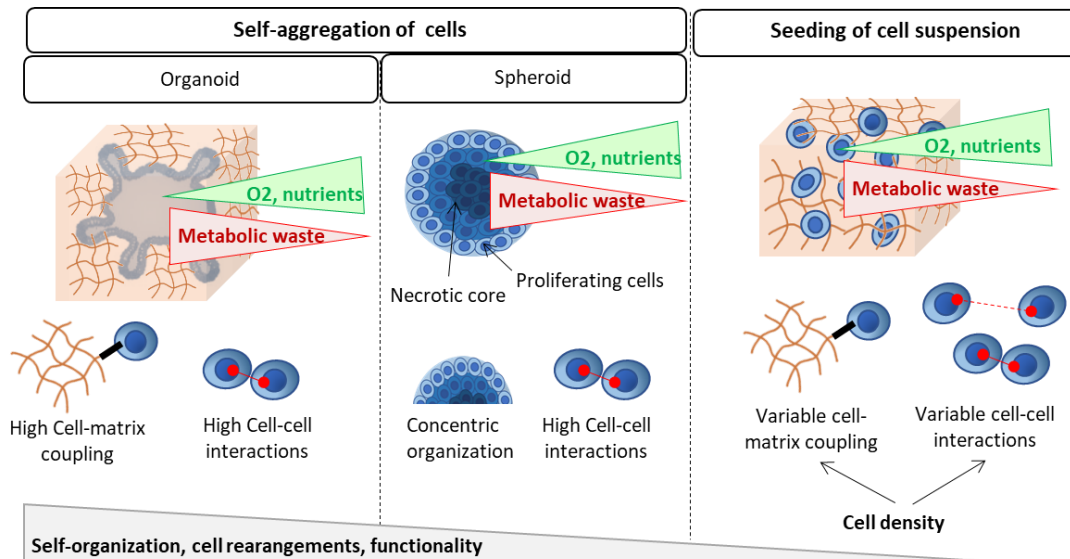 Self-aggregation of cells
Seeding of cell suspension
Organoid
Spheroid
O2, nutrients
Metabolic waste
O2, nutrients
Metabolic waste
Necrotic core
Proliferating cells
O2, nutrients
Metabolic waste
High Cell-matrix
coupling
High Cell-cell
interactions
Concentric
organization
High Cell-cell
interactions
Variable cell-
matrix coupling
Variable cell-cell
interactions
Cell density
Self-organization, cell rearangements, functionality